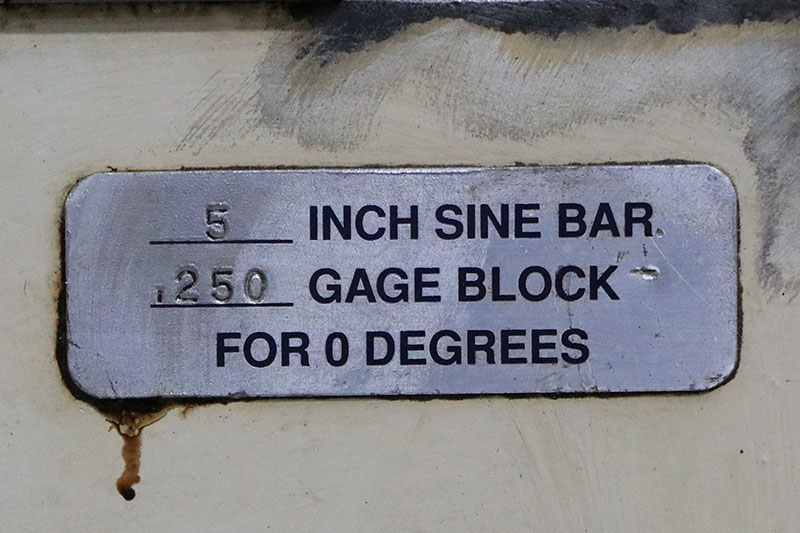 5 INCH SINE BAR
.250 GAGE BLOCK
FOR 0 DEGREES